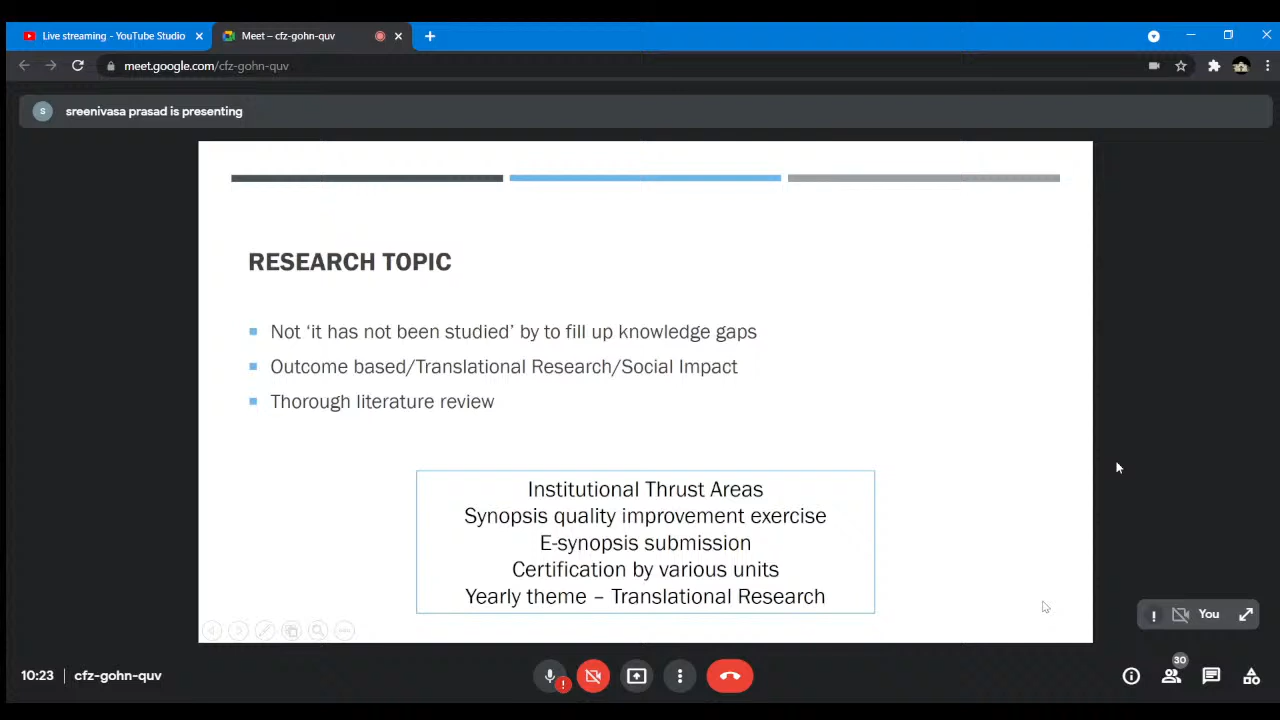 Live streaming - YouTube Studio
Meet – cfz-gohn-quv
meet.google.com/cfz-gohn-quv
s
sreenivasa prasad is presenting
RESEARCH TOPIC
Not ‘it has not been studied’ by to fill up knowledge gaps
Outcome based/Translational Research/Social Impact
Thorough literature review
Institutional Thrust Areas
Synopsis quality improvement exercise
E-synopsis submission
Certification by various units
Yearly theme – Translational Research
You
30
10:23
cfz-gohn-quv